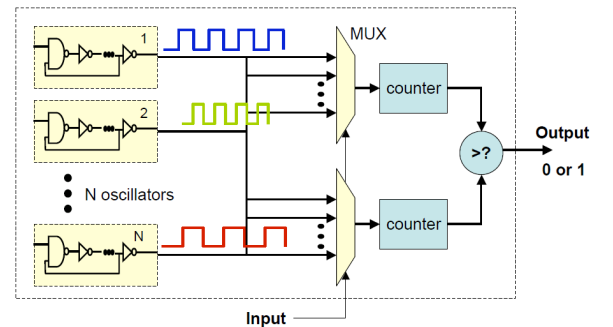 1
MUX
counter
2
Output
>?
0 or 1
N oscillators
N
counter
Input